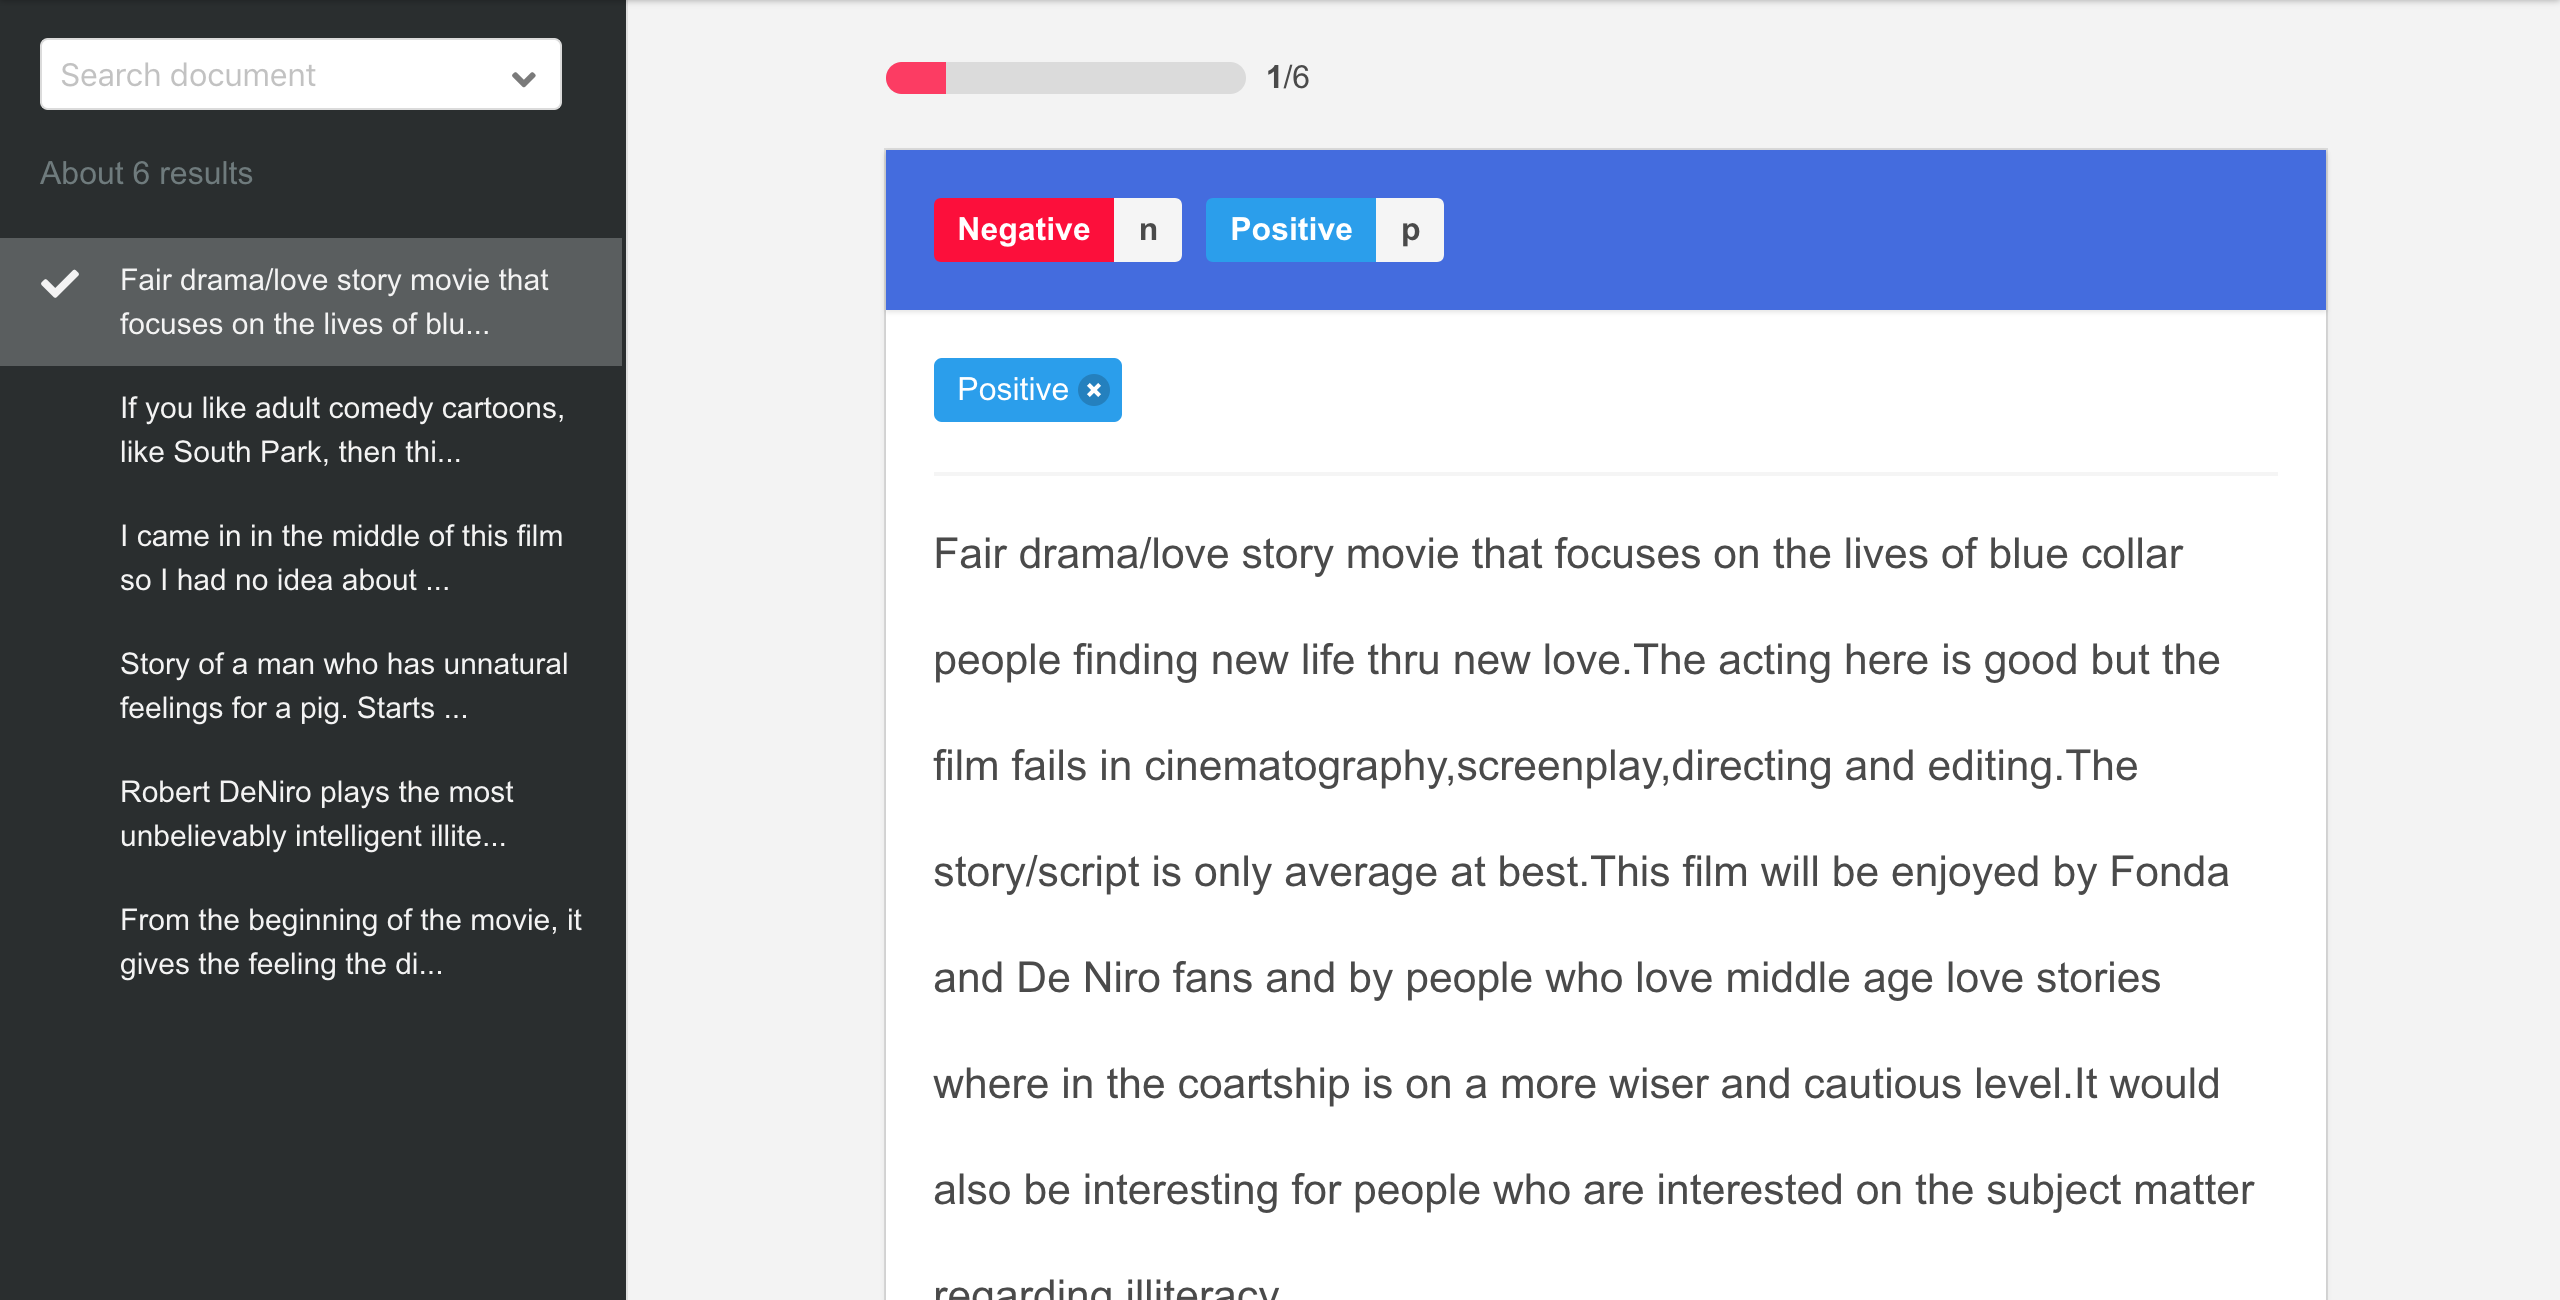 Search document
About 6 results
Fair drama/love story movie that
focuses on the lives of blu...
If you like adult comedy cartoons,
like South Park, then thi...
I came in in the middle of this film
so I had no idea about ...
Story of a man who has unnatural
feelings for a pig. Starts ...
Robert DeNiro plays the most
unbelievably intelligent illite...
From the beginning of the movie, it
gives the feeling the di...
1/6
Negative n Positive p
Positive
Fair drama/love story movie that focuses on the lives of blue collar
people finding new life thru new love.The acting here is good but the
film fails in cinematography,screenplay,directing and editing.The
story/script is only average at best.This film will be enjoyed by Fonda
and De Niro fans and by people who love middle age love stories
where in the coartship is on a more wiser and cautious level.It would
also be interesting for people who are interested on the subject matter
regarding illiteracy